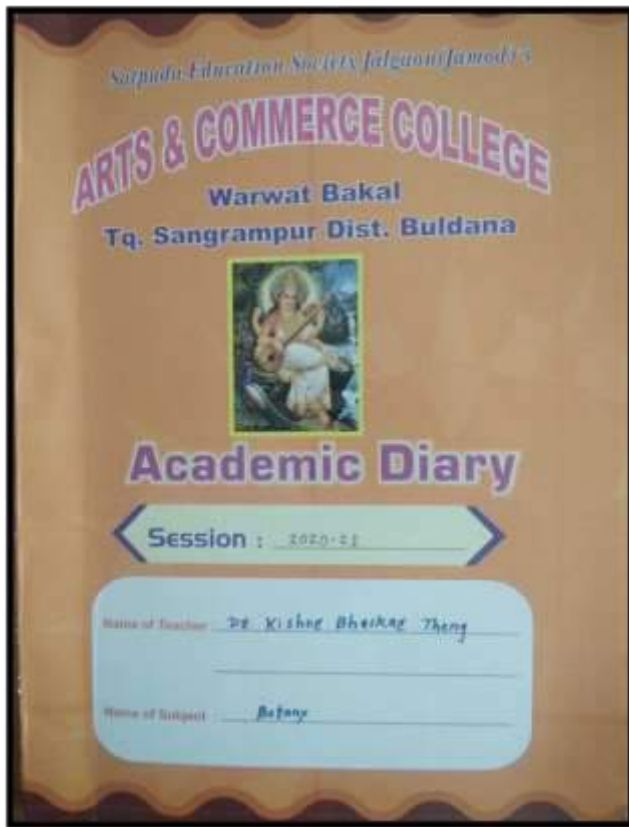 Satpuda Education Society Jalgaon(Jamod)'s
ARTS & COMMERCE COLLEGE
Warwat Bakal
Tq. Sangrampur Dist. Buldana
Academic Diary
Session : 2020-21
Name of Teacher Dr Kishor Bhaskar Theng
Name of Subject Botany